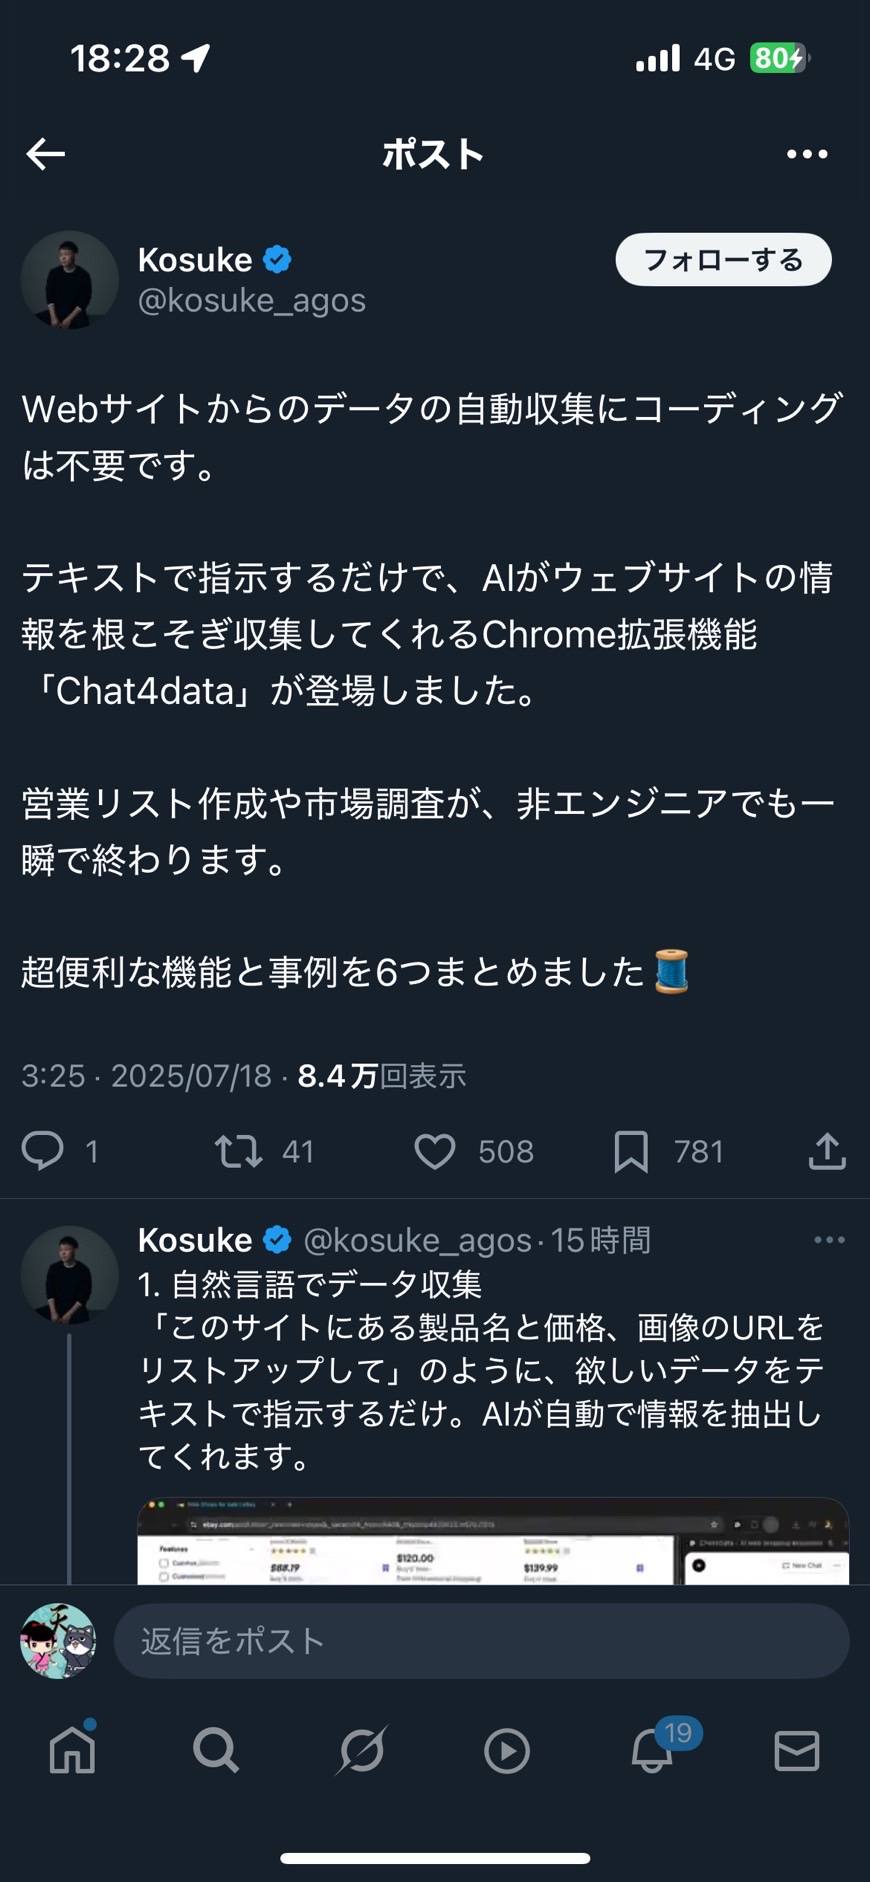 18:28
4G 80
ポスト
Kosuke
フォローする
@kosuke_agos
Webサイトからのデータの自動収集にコーディング
は不要です。
テキストで指示するだけで、AIがウェブサイトの情
報を根こそぎ収集してくれるChrome拡張機能
「Chat4data」が登場しました。
営業リスト作成や市場調査が、非エンジニアでも一
瞬で終わります。
超便利な機能と事例を6つまとめました🧵
3:25 · 2025/07/18 · 8.4万回表示
1 41 508 781
Kosuke @kosuke_agos · 15時間
1. 自然言語でデータ収集
「このサイトにある製品名と価格、画像のURLを
リストアップして」のように、欲しいデータをテ
キストで指示するだけ。AIが自動で情報を抽出し
てくれます。
Features
$68.79
$120.00
$139.99
New Chat
天
返信をポスト
19